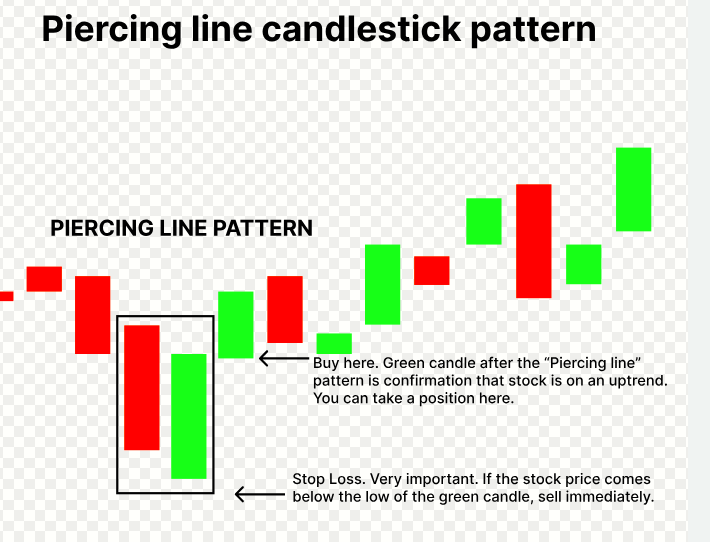 Piercing line candlestick pattern
PIERCING LINE PATTERN
Buy here. Green candle after the “Piercing line”
pattern is confirmation that stock is on an uptrend.
You can take a position here.
Stop Loss. Very important. If the stock price comes
below the low of the green candle, sell immediately.